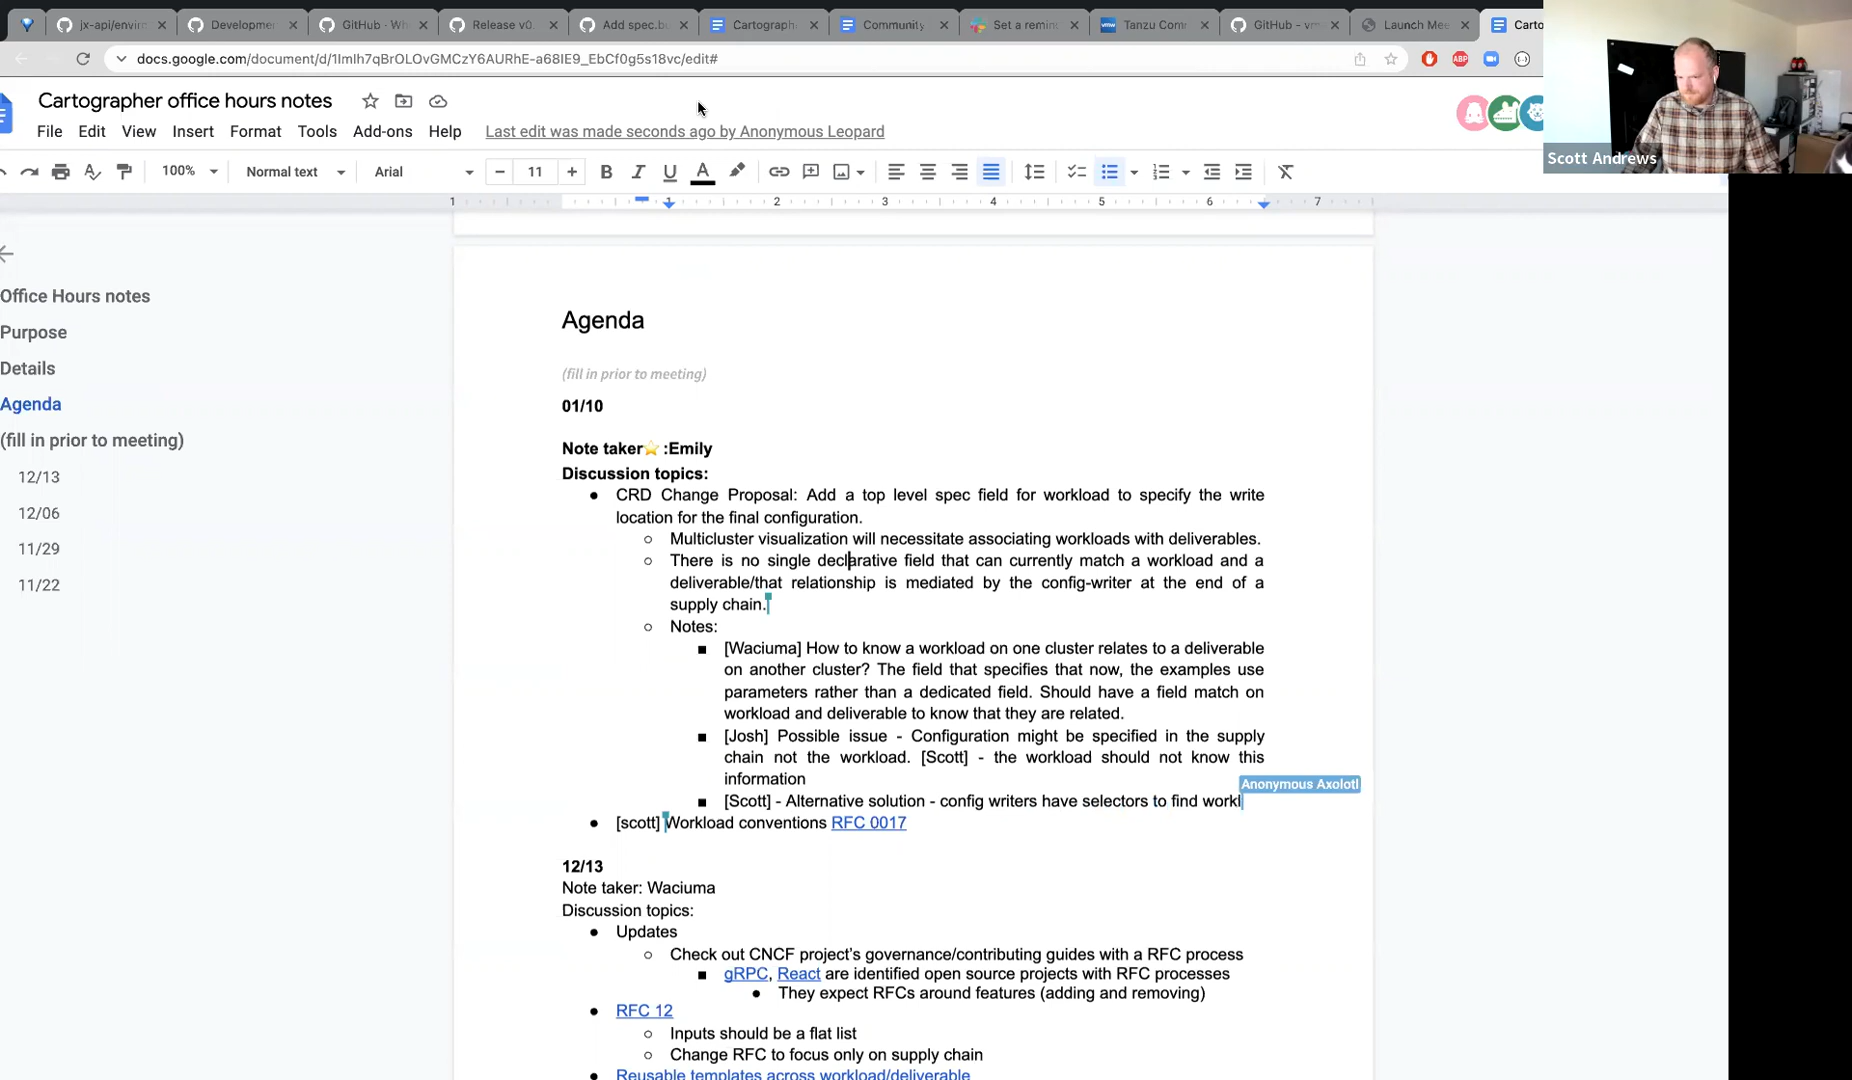 jx-api/enviro
Developmen
GitHub - Wh
Release v0.
Add spec.bu
Cartographe
Community
Set a remin
Tanzu Com
GitHub - vm
Launch Mee
Carto
docs.google.com/document/d/1lmIh7qBrOLOvGMCzY6AURhE-a68IE9_EbCf0g5s18vc/edit#
ABP
Cartographer office hours notes
File Edit View Insert Format Tools Add-ons Help Last edit was made seconds ago by Anonymous Leopard
Scott Andrews
100% Normal text Arial 11 B I U A
1 1 2 3 4 5 6 7
Office Hours notes
Purpose
Details
Agenda
(fill in prior to meeting)
12/13
12/06
11/29
11/22
Agenda
(fill in prior to meeting)
01/10
Note taker⭐ :Emily
Discussion topics:
● CRD Change Proposal: Add a top level spec field for workload to specify the write
location for the final configuration.
○ Multicluster visualization will necessitate associating workloads with deliverables.
○ There is no single declarative field that can currently match a workload and a
deliverable/that relationship is mediated by the config-writer at the end of a
supply chain.
○ Notes:
■ [Waciuma] How to know a workload on one cluster relates to a deliverable
on another cluster? The field that specifies that now, the examples use
parameters rather than a dedicated field. Should have a field match on
workload and deliverable to know that they are related.
■ [Josh] Possible issue - Configuration might be specified in the supply
chain not the workload. [Scott] - the workload should not know this
information
Anonymous Axolotl
■ [Scott] - Alternative solution - config writers have selectors to find workl
● [scott] Workload conventions RFC 0017
12/13
Note taker: Waciuma
Discussion topics:
● Updates
○ Check out CNCF project's governance/contributing guides with a RFC process
■ gRPC, React are identified open source projects with RFC processes
● They expect RFCs around features (adding and removing)
● RFC 12
○ Inputs should be a flat list
○ Change RFC to focus only on supply chain
● Reusable templates across workload/deliverable